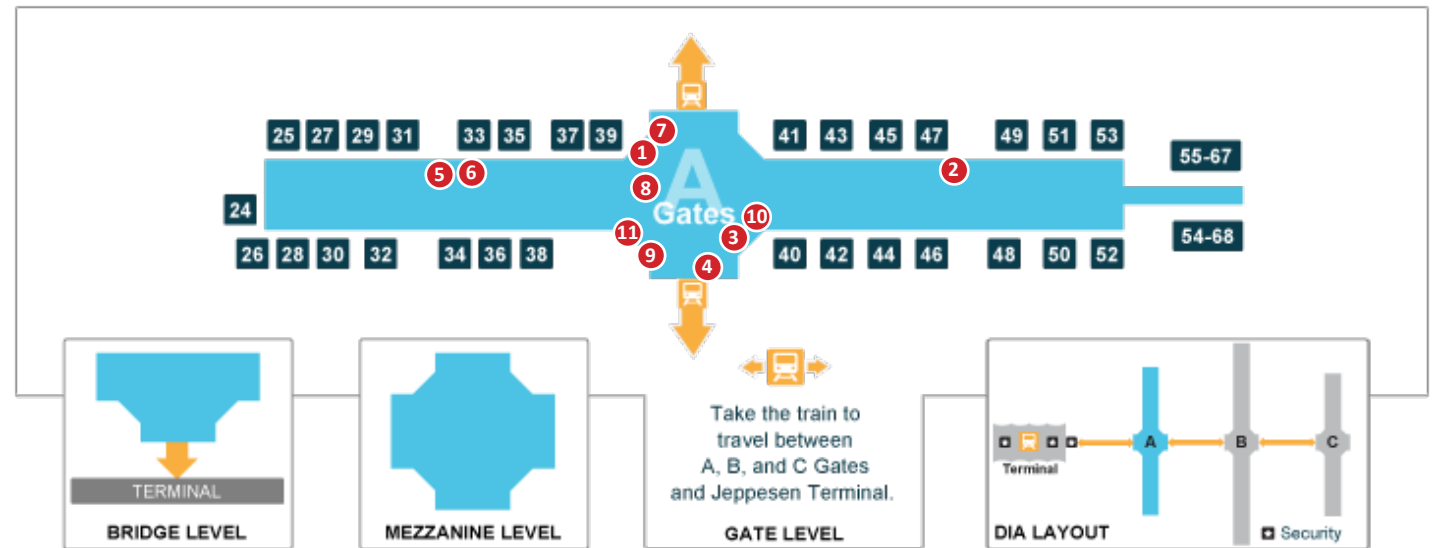 7
25 27 29 31 33 35 37 39 41 43 45 47 49 51 53
1
A
55-67
5 6 2
8
24
Gates 10
11 3
54-68
9
26 28 30 32 34 36 38 40 42 44 46 48 50 52
4
TERMINAL
BRIDGE LEVEL
MEZZANINE LEVEL
Take the train to
travel between
A, B, and C Gates
and Jeppesen Terminal.
GATE LEVEL
A B C
Terminal
DIA LAYOUT
Security